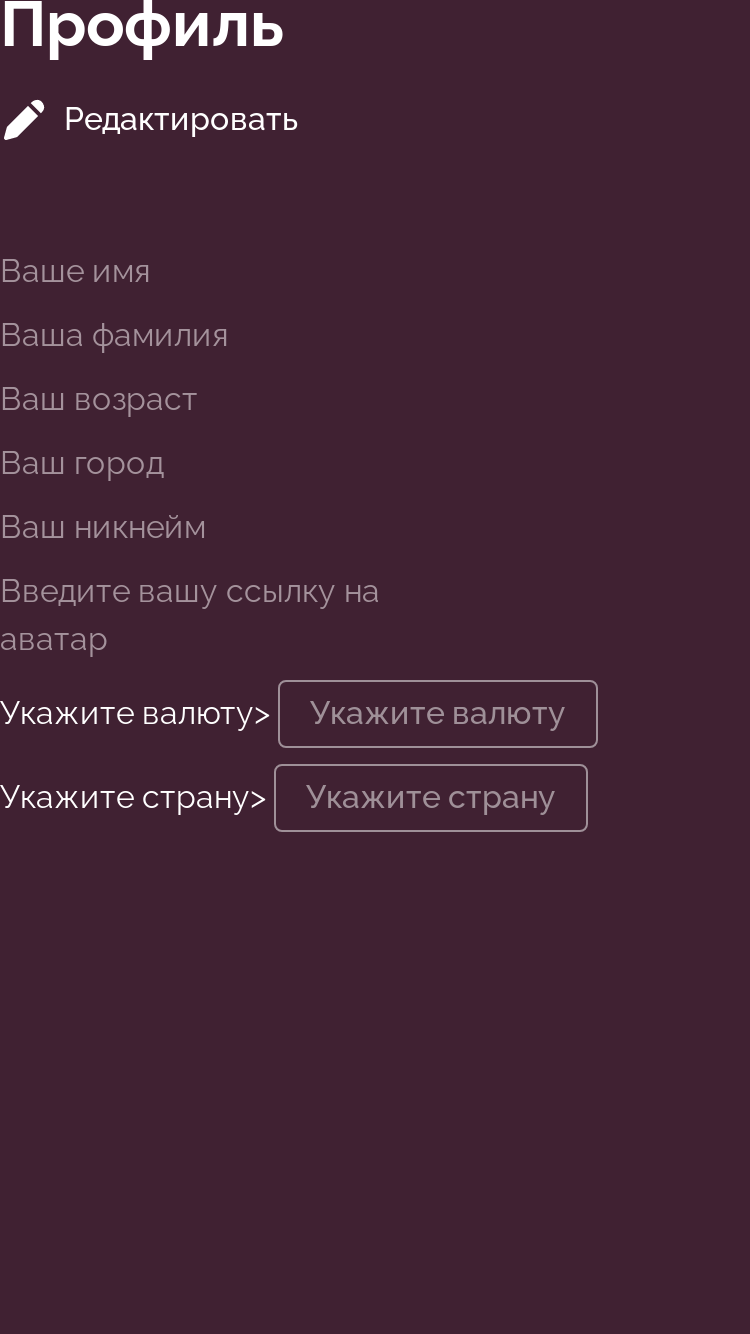 Профиль
Редактировать
Ваше имя
Ваша фамилия
Ваш возраст
Ваш город
Ваш никнейм
Введите вашу ссылку на
аватар
Укажите валюту> Укажите валюту
Укажите страну> Укажите страну